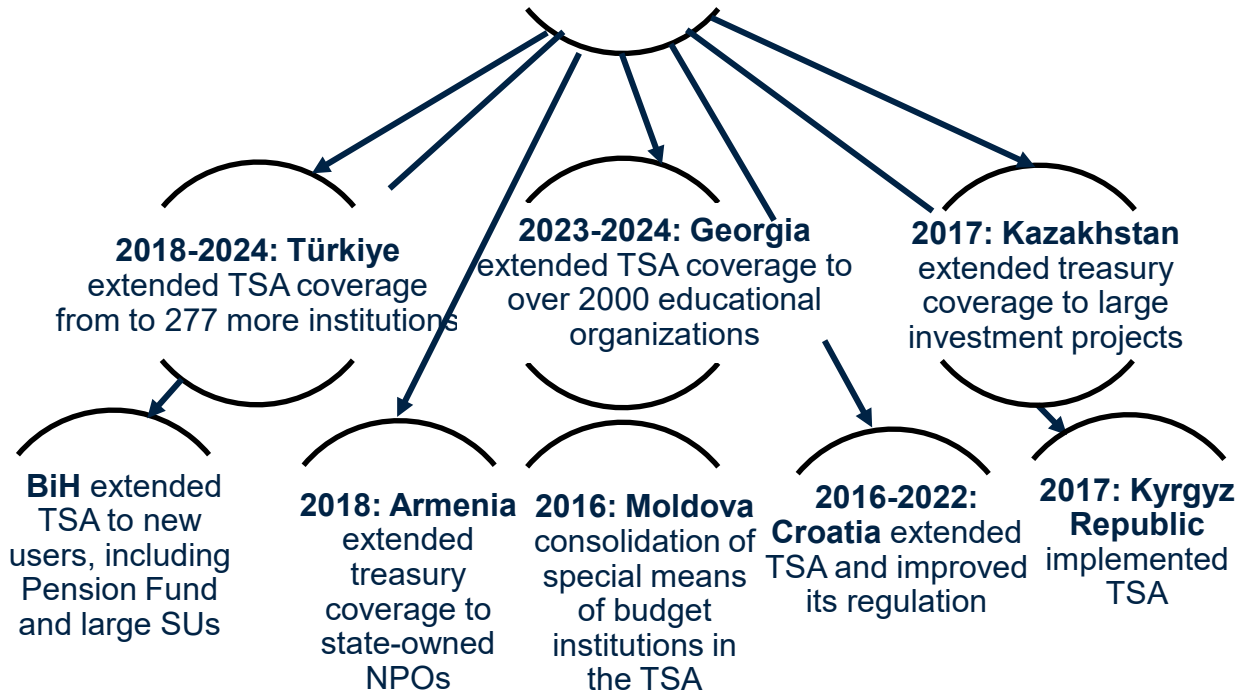 2018-2024: Türkiye
extended TSA coverage
from to 277 more institutions
2023-2024: Georgia
extended TSA coverage to
over 2000 educational
organizations
2017: Kazakhstan
extended treasury
coverage to large
investment projects
BiH extended
TSA to new
users, including
Pension Fund
and large SUs
2018: Armenia
extended
treasury
coverage to
state-owned
NPOs
2016: Moldova
consolidation of
special means
of budget
institutions in
the TSA
2016-2022:
Croatia extended
TSA and improved
its regulation
2017: Kyrgyz
Republic
implemented
TSA